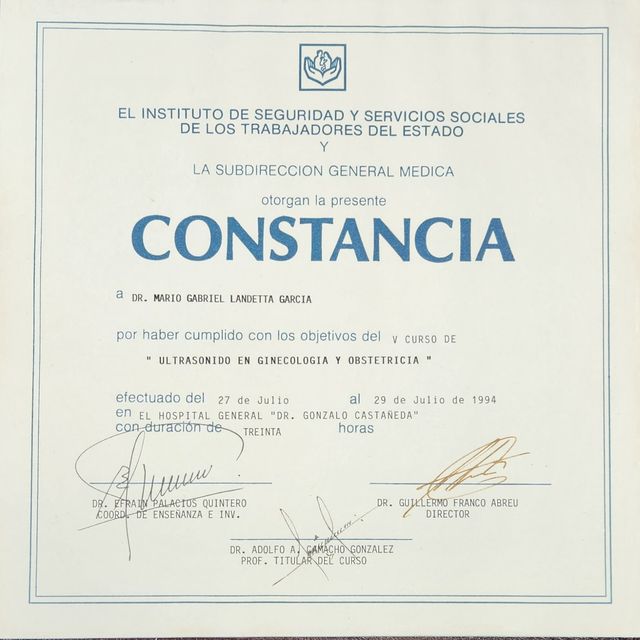 EL INSTITUTO DE SEGURIDAD Y SERVICIOS SOCIALES
DE LOS TRABAJADORES DEL ESTADO
Y
LA SUBDIRECCION GENERAL MEDICA
otorgan la presente
CONSTANCIA
a DR. MARIO GABRIEL LANDETTA GARCIA
por haber cumplido con los objetivos del V CURSO DE
" ULTRASONIDO EN GINECOLOGIA Y OBSTETRICIA "
efectuado del 27 de Julio al 29 de Julio de 1994
en EL HOSPITAL GENERAL "DR. GONZALO CASTAÑEDA"
con duración de TREINTA horas
DR. EFRAIN PALACIOS QUINTERO
COORD. DE ENSEÑANZA E INV.
DR. GUILLERMO FRANCO ABREU
DIRECTOR
DR. ADOLFO A. CAMACHO GONZALEZ
PROF. TITULAR DEL CURSO